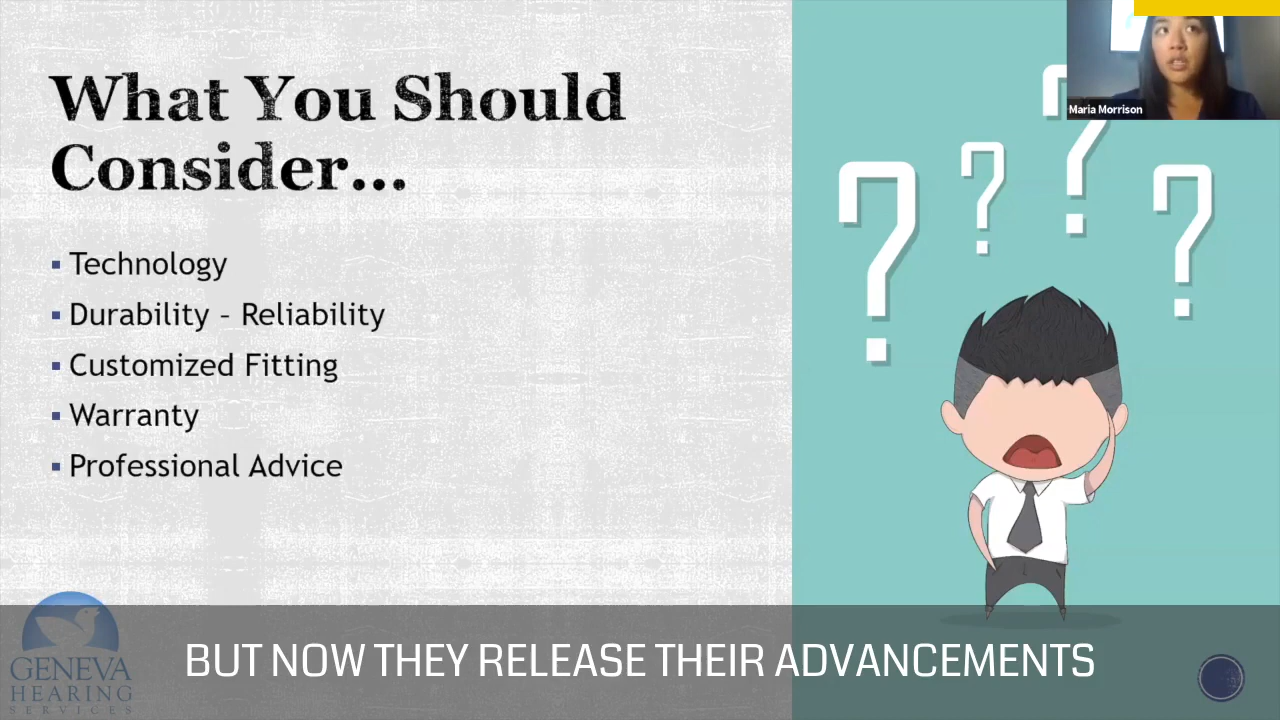 What You Should
Consider...
Technology
Durability – Reliability
Customized Fitting
Warranty
Professional Advice
Maria Morrison
? ? ? ?
GENEVA
HEARING
SERVICES
BUT NOW THEY RELEASE THEIR ADVANCEMENTS